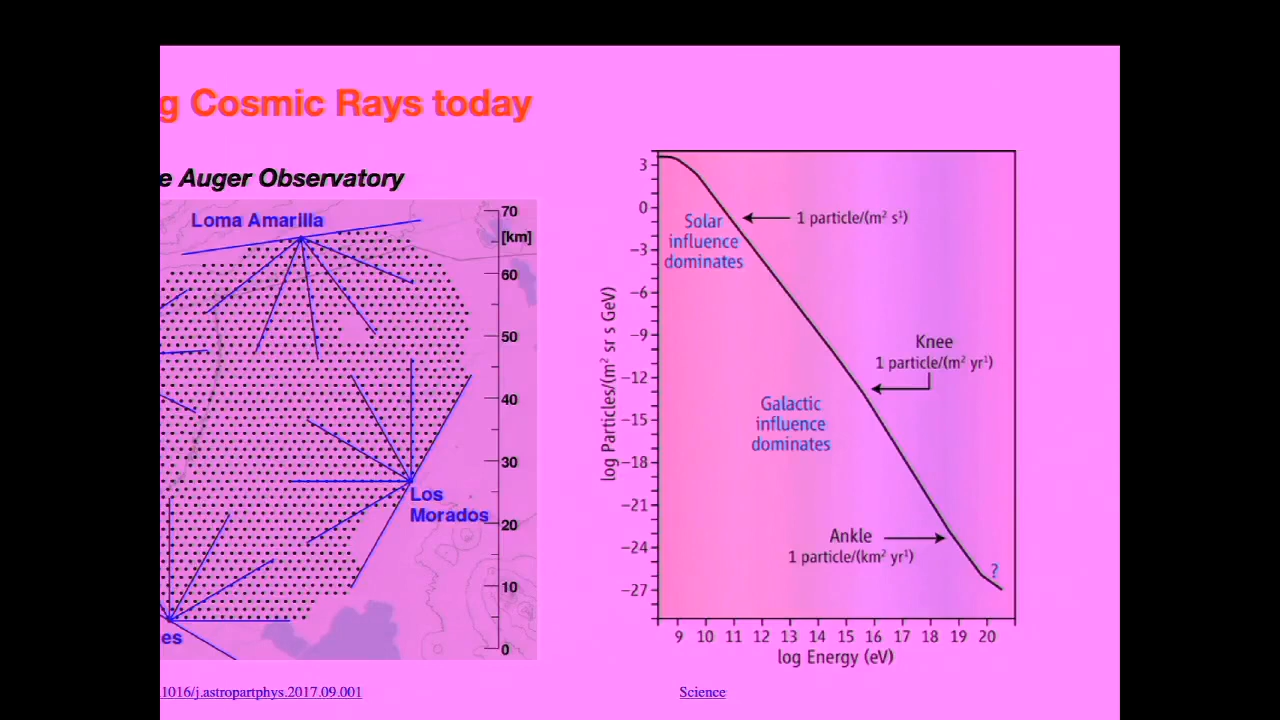 g Cosmic Rays today
e Auger Observatory
Loma Amarilla
70
[km]
60
50
40
30
Los
Morados
20
10
es
0
1016/j.astropartphys.2017.09.001
3
0
−3
−6
−9
−12
−15
−18
−21
−24
−27
log Particles/(m² sr s GeV)
Solar
influence
dominates
1 particle/(m² s¹)
Knee
1 particle/(m² yr¹)
Galactic
influence
dominates
Ankle
1 particle/(km² yr¹)
?
9 10 11 12 13 14 15 16 17 18 19 20
log Energy (eV)
Science